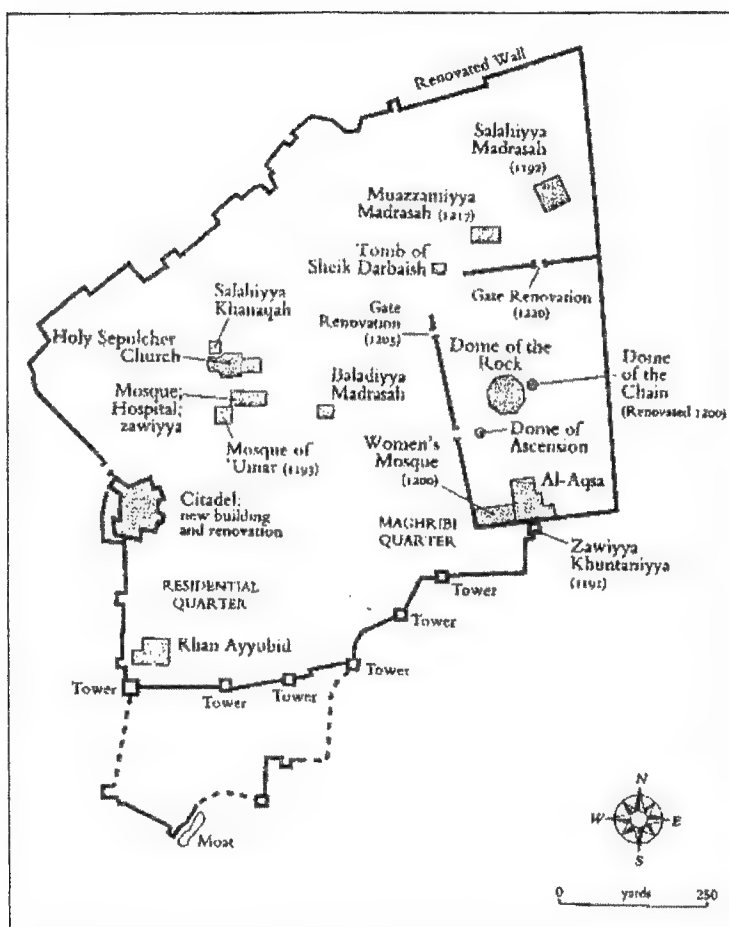 Renovated Wall
Salahiyya
Madrasah
(1192)
Muazzamiyya
Madrasah (1217)
Tomb of
Sheik Darbaish
Gate Renovation
(1220)
Salahiyya
Khanaqah
Gate
Renovation
(1203)
Holy Sepulcher
Church
Dome of the
Rock
Dome
of the
Chain
(Renovated 1200)
Mosque;
Hospital;
zawiyya
Baladiyya
Madrasah
Mosque of
'Umar (1193)
Women's
Mosque
(1200)
Dome of
Ascension
Al-Aqsa
Citadel:
new building
and renovation
MAGHRIBI
QUARTER
Zawiyya
Khuntaniyya
(1191)
RESIDENTIAL
QUARTER
Tower
Tower
Khan Ayyubid
Tower
Tower
Tower
Tower
Moat
N
W E
S
0 yards 250